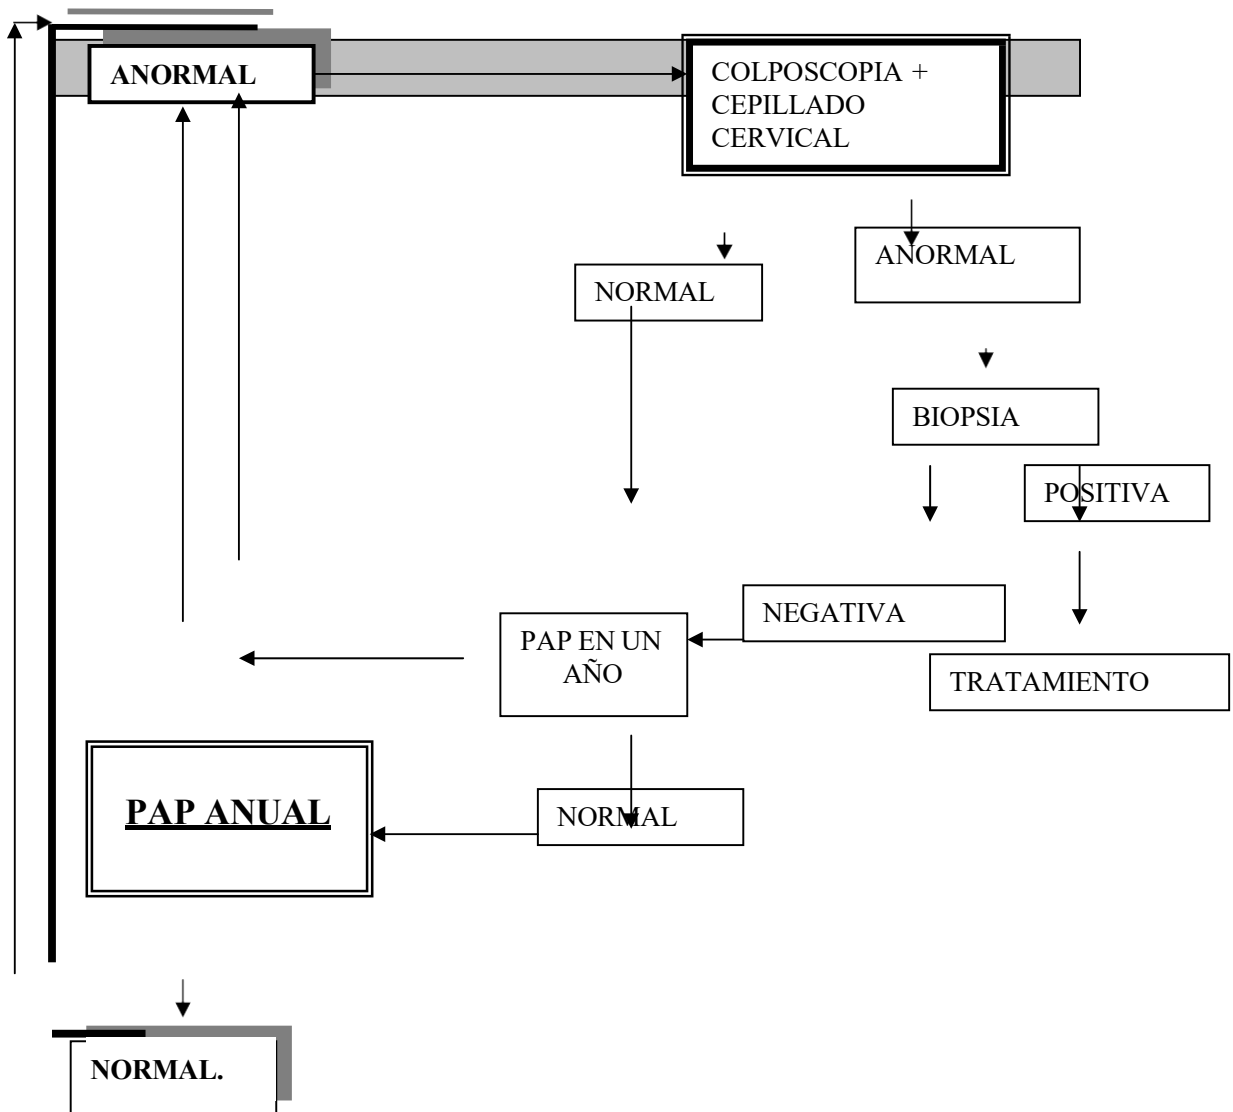 ANORMAL
COLPOSCOPIA +
CEPILLADO
CERVICAL
ANORMAL
NORMAL
BIOPSIA
POSITIVA
NEGATIVA
PAP EN UN
AÑO
TRATAMIENTO
PAP ANUAL
NORMAL
NORMAL.